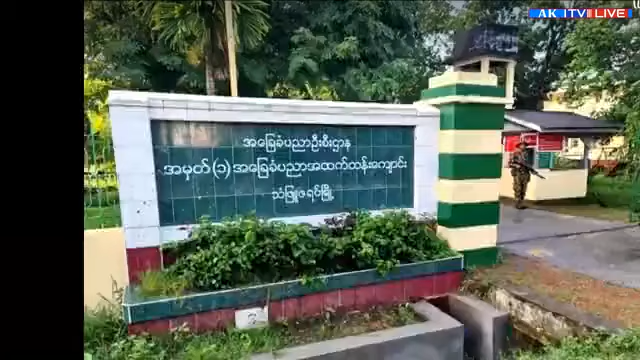 AK ITV LIVE
အခြေခံပညာဦးစီးဌာန
အမှတ်(၁)အခြေခံပညာအထက်တန်းကျောင်း
သံဖြူဇရပ်မြို့